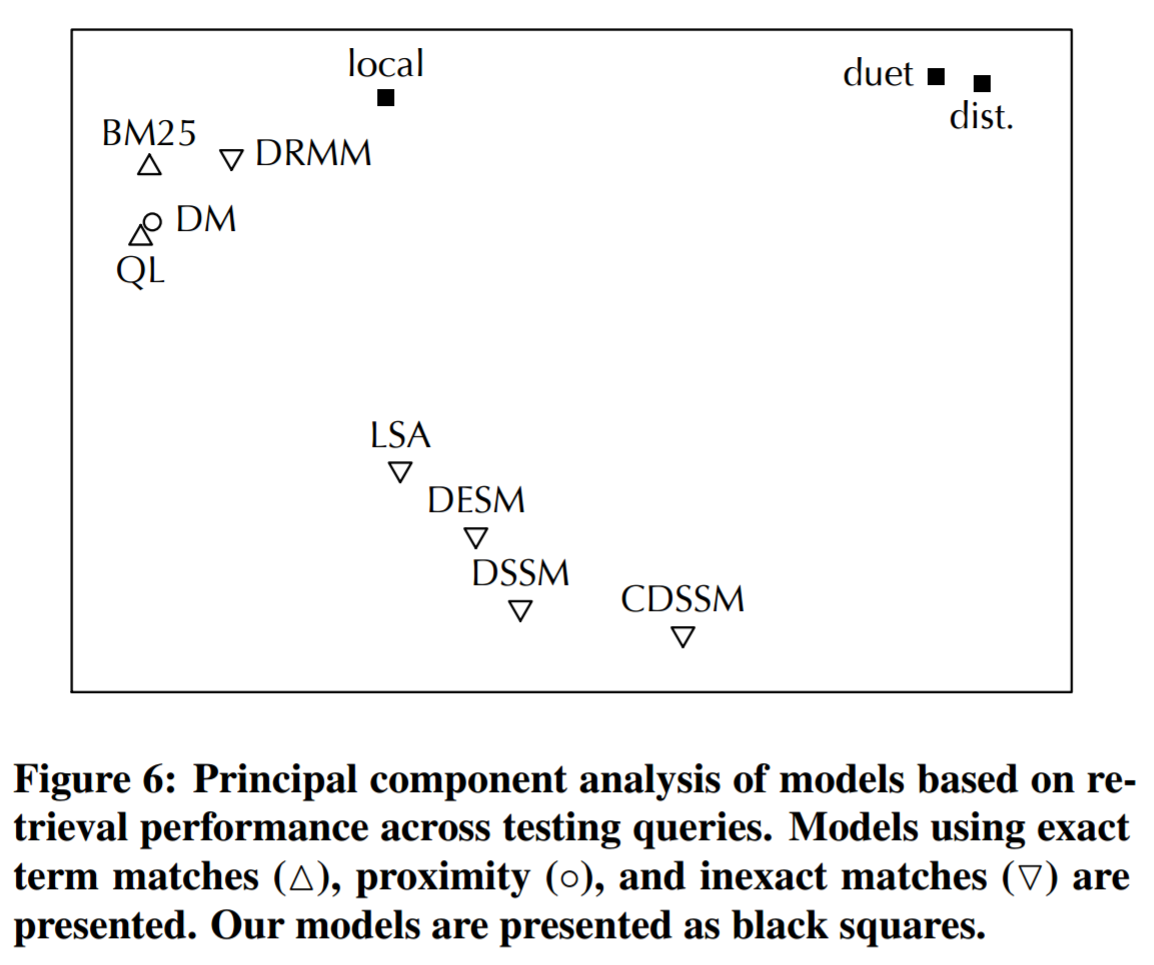 local
duet
dist.
BM25
DRMM
DM
QL
LSA
DESM
DSSM
CDSSM
Figure 6: Principal component analysis of models based on re-
trieval performance across testing queries. Models using exact
term matches (△), proximity (○), and inexact matches (▽) are
presented. Our models are presented as black squares.